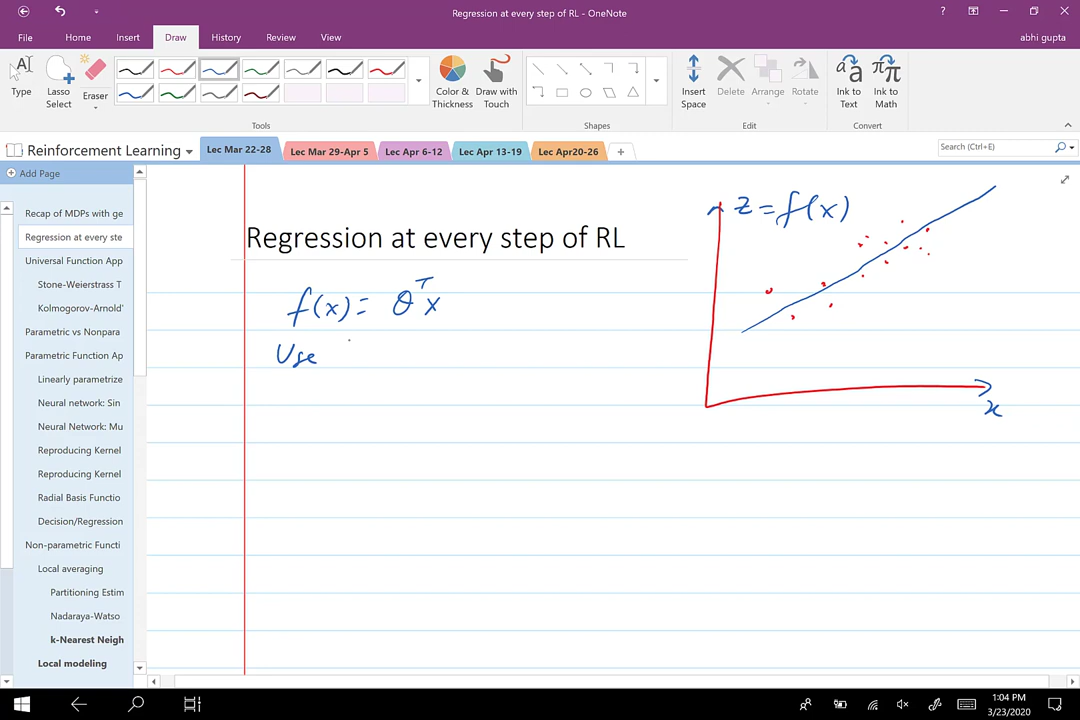 Regression at every step of RL - OneNote
abhi gupta
File Home Insert Draw History Review View
Type
Lasso Select
Eraser
Color & Thickness
Draw with Touch
Insert Space
Delete
Arrange
Rotate
Ink to Text
Ink to Math
Tools
Shapes
Edit
Convert
Reinforcement Learning
Lec Mar 22-28
Lec Mar 29-Apr 5
Lec Apr 6-12
Lec Apr 13-19
Lec Apr20-26
Search (Ctrl+E)
Add Page
Recap of MDPs with ge
Regression at every ste
Universal Function App
Stone-Weierstrass T
Kolmogorov-Arnold'
Parametric vs Nonpara
Parametric Function Ap
Linearly parametrize
Neural network: Sin
Neural Network: Mu
Reproducing Kernel
Reproducing Kernel
Radial Basis Functio
Decision/Regression
Non-parametric Functi
Local averaging
Partitioning Estim
Nadaraya-Watso
k-Nearest Neigh
Local modeling
Regression at every step of RL
f(x) = θᵀx
Use
z = f(x)
x
1:04 PM
3/23/2020